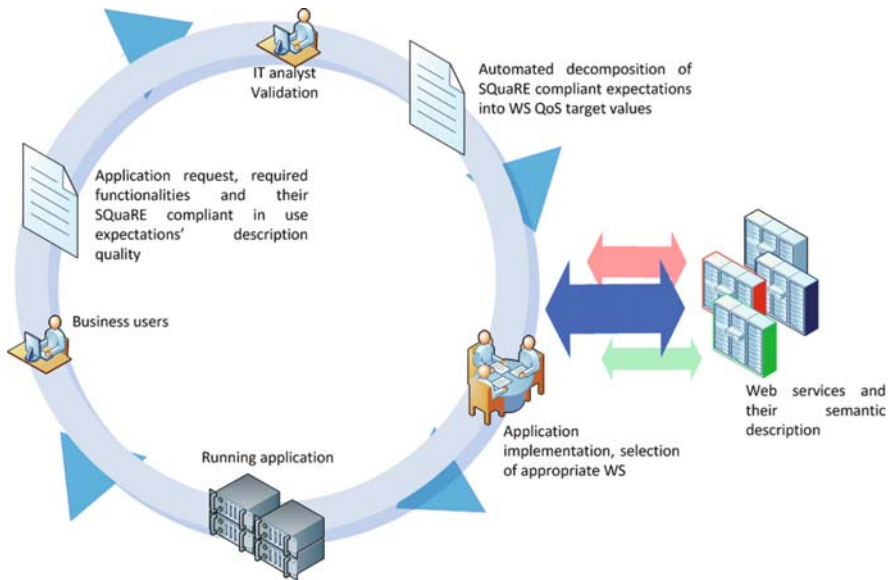 IT analyst
Validation
Automated decomposition of
SQuaRE compliant expectations
into WS QoS target values
Application request, required
functionalities and their
SQuaRE compliant in use
expectations' description
quality
Business users
Web services and
their semantic
description
Application
implementation, selection
of appropriate WS
Running application